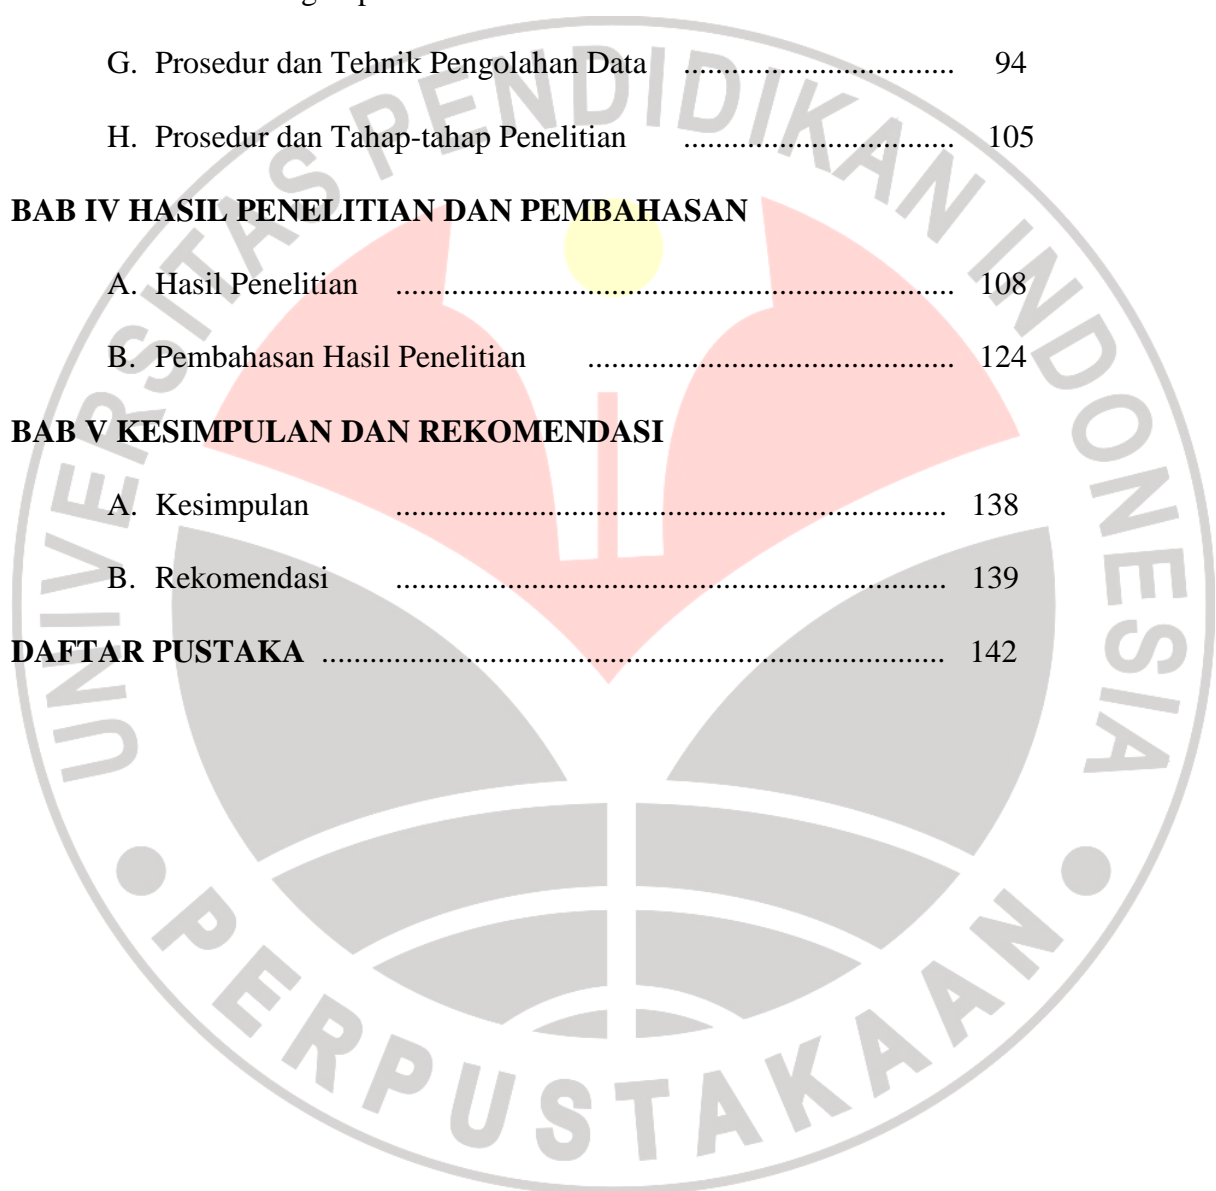 G. Prosedur dan Tehnik Pengolahan Data .................................. 94
H. Prosedur dan Tahap-tahap Penelitian .................................. 105
BAB IV HASIL PENELITIAN DAN PEMBAHASAN
A. Hasil Penelitian ...................................................................... 108
B. Pembahasan Hasil Penelitian .............................................. 124
BAB V KESIMPULAN DAN REKOMENDASI
A. Kesimpulan ..................................................................... 138
B. Rekomendasi ..................................................................... 139
DAFTAR PUSTAKA .............................................................................. 142
UNIVERSITAS PENDIDIKAN INDONESIA
PERPUSTAKAAN